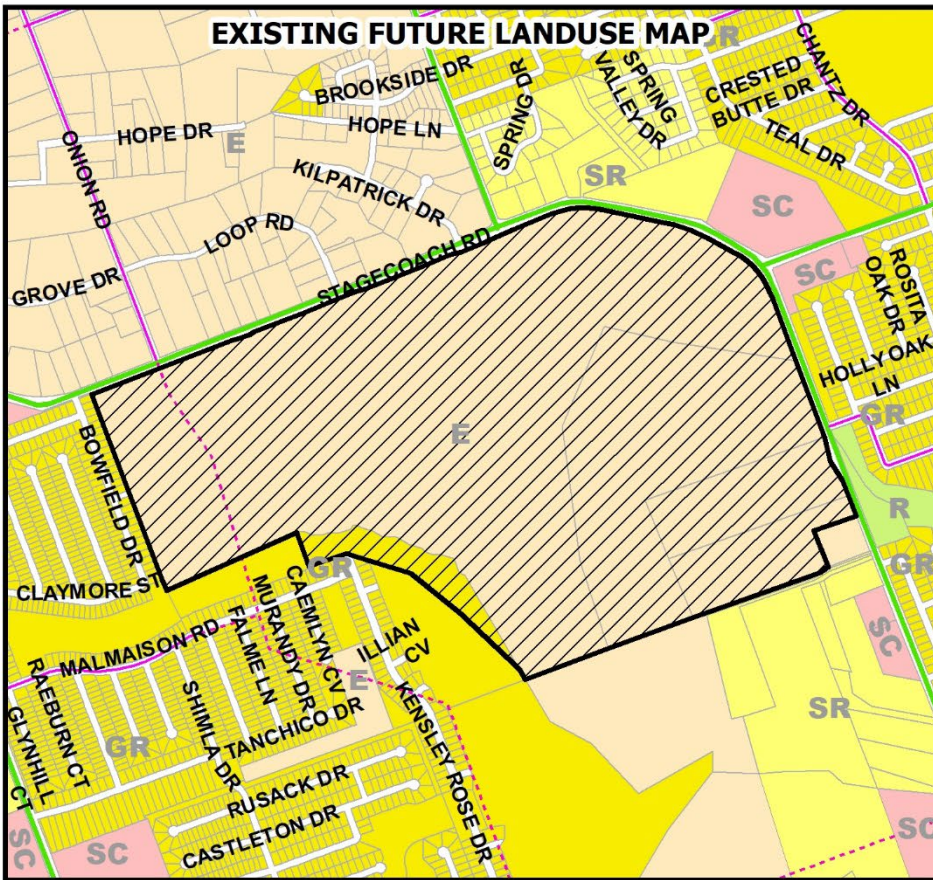 EXISTING FUTURE LANDUSE MAP
GR
BROOKSIDE DR
SPRING DR
SPRING
VALLEY DR
CRESTED
BUTTE DR
CHANTZ DR
HOPE DR
HOPE LN
E
ONION RD
TEAL DR
KILPATRICK DR
SR
SC
LOOP RD
STAGECOACH RD
GROVE DR
SC
ROSITA
OAK DR
HOLLY OAK
LN
GR
E
BOWFIELD DR
R
CLAYMORE ST
GR
GR
MALMAISON RD
CAEMLYN CV
MURANDY DR
FALME LN
ILLIAN
CV
E
SC
RAEBURN CT
GLYNHILL
CT
SHIMLA DR
TANCHICO DR
KENSLEY ROSE DR
SR
GR
RUSACK DR
CASTLETON DR
SC
SC
SC